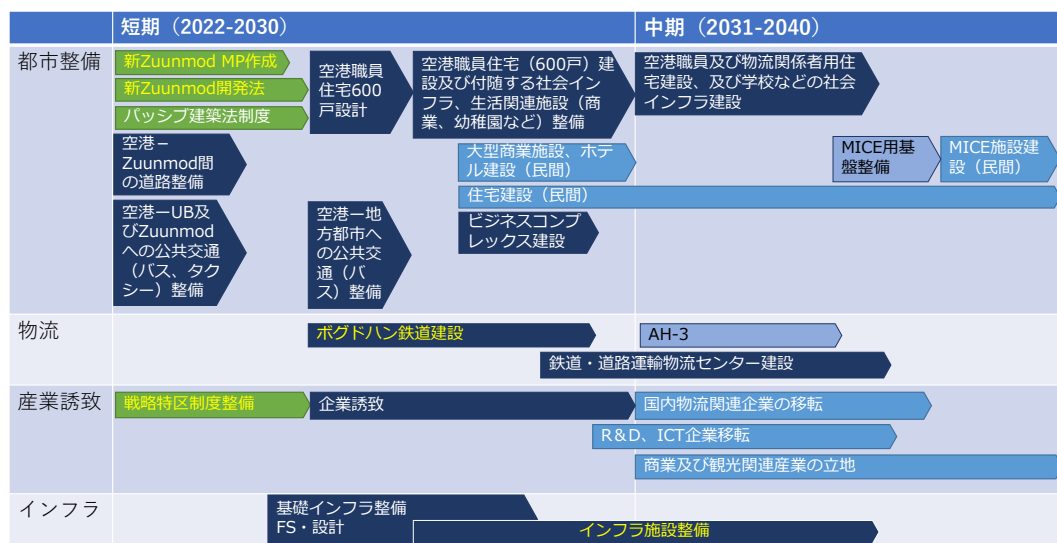 短期（2022-2030）
中期（2031-2040）
都市整備
新Zuunmod MP作成
新Zuunmod開発法
パッシブ建築法制度
空港職員
住宅600
戸設計
空港職員住宅（600戸）建
設及び付随する社会イン
フラ、生活関連施設（商
業、幼稚園など）整備
空港職員及び物流関係者用住
宅建設、及び学校などの社会
インフラ建設
空港－
Zuunmod間
の道路整備
大型商業施設、ホテ
ル建設（民間）
MICE用基
盤整備
MICE施設建
設（民間）
住宅建設（民間）
空港ーUB及
びZuunmod
への公共交通
（バス、タク
シー）整備
空港ー地
方都市へ
の公共交
通（バ
ス）整備
ビジネスコンプ
レックス建設
物流
ボグドハン鉄道建設
AH-3
鉄道・道路運輸物流センター建設
産業誘致
戦略特区制度整備
企業誘致
国内物流関連企業の移転
R&D、ICT企業移転
商業及び観光関連産業の立地
インフラ
基礎インフラ整備
FS・設計
インフラ施設整備